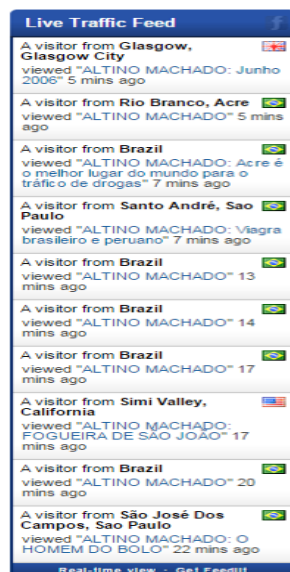 Live Traffic Feed
A visitor from Glasgow,
Glasgow City
viewed "ALTINO MACHADO: Junho
2006" 5 mins ago
A visitor from Rio Branco, Acre
viewed "ALTINO MACHADO" 5 mins
ago
A visitor from Brazil
viewed "ALTINO MACHADO: Acre é
o melhor lugar do mundo para o
tráfico de drogas" 7 mins ago
A visitor from Santo André, Sao
Paulo
viewed "ALTINO MACHADO: Viagra
brasileiro e peruano" 7 mins ago
A visitor from Brazil
viewed "ALTINO MACHADO" 13
mins ago
A visitor from Brazil
viewed "ALTINO MACHADO" 14
mins ago
A visitor from Brazil
viewed "ALTINO MACHADO" 17
mins ago
A visitor from Simi Valley,
California
viewed "ALTINO MACHADO:
FOGUEIRA DE SÃO JOÃO" 17
mins ago
A visitor from Brazil
viewed "ALTINO MACHADO" 20
mins ago
A visitor from São José Dos
Campos, Sao Paulo
viewed "ALTINO MACHADO: O
HOMEM DO BOLO" 22 mins ago
Real-time view · Get Feedjit